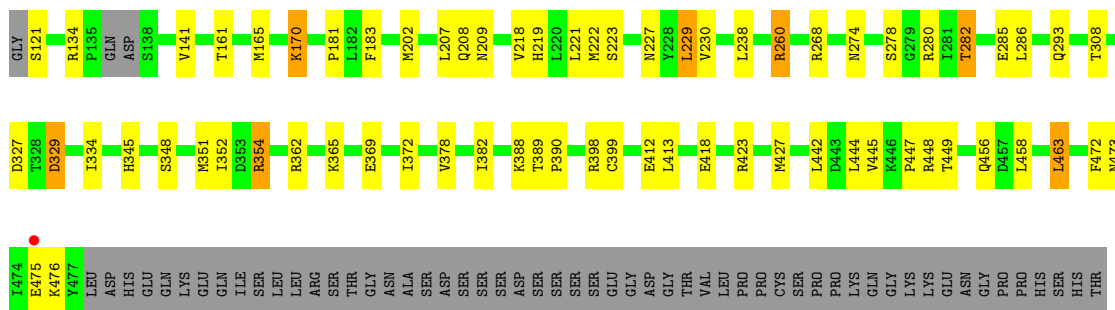 GLY S121 R134 P135 GLN ASP S138 V141 T161 M165 K170 P181 L182 F183 M202 L207 Q208 N209 V218 H219 L220 L221 M222 S223 N227 Y228 L229 V230 L238 R260 R268 N274 S278 G279 R280 I281 T282 E285 L286 Q293 T308
D327 T328 D329 I334 H345 S348 M351 I352 D353 R354 R362 K365 E369 I372 V378 I382 K388 T389 P390 R398 C399 E412 L413 E418 R423 M427 L442 D443 L444 V445 K446 P447 R448 T449 Q456 D457 L458 L463 F472 N473
I474 E475 K476 Y477 LEU ASP HIS GLU GLN LYS GLU GLN ILE SER LEU LEU ARG SER THR GLY ASN ALA SER ASP SER SER SER ASP SER SER SER SER GLU GLY ASP GLY THR VAL LEU PRO PRO CYS SER PRO PRO LYS GLN GLY LYS LYS GLU ASN GLY PRO PRO HIS SER HIS THR